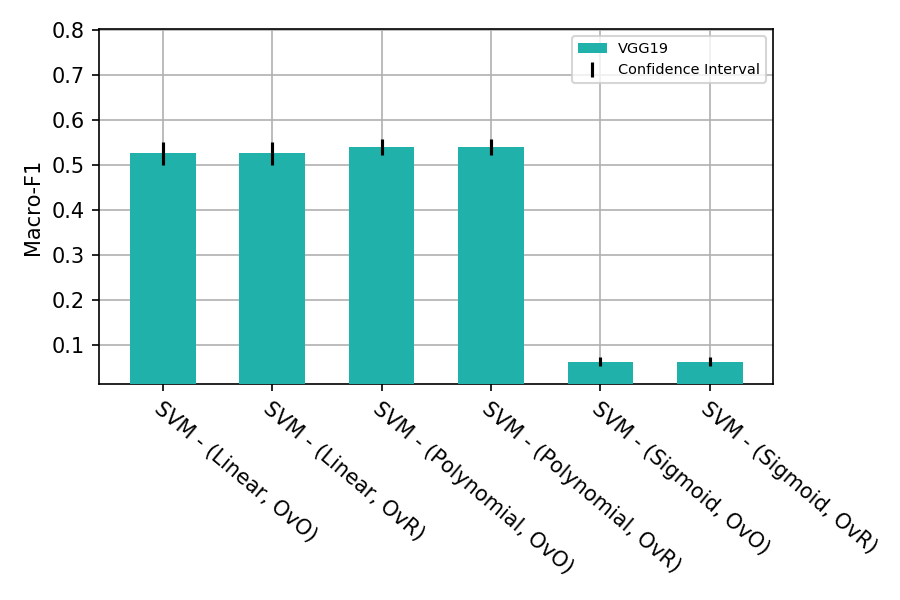 0.8
0.7
0.6
0.5
0.4
0.3
0.2
0.1
Macro-F1
VGG19
Confidence Interval
SVM - (Linear, OvO)
SVM - (Linear, OvR)
SVM - (Polynomial, OvO)
SVM - (Polynomial, OvR)
SVM - (Sigmoid, OvO)
SVM - (Sigmoid, OvR)